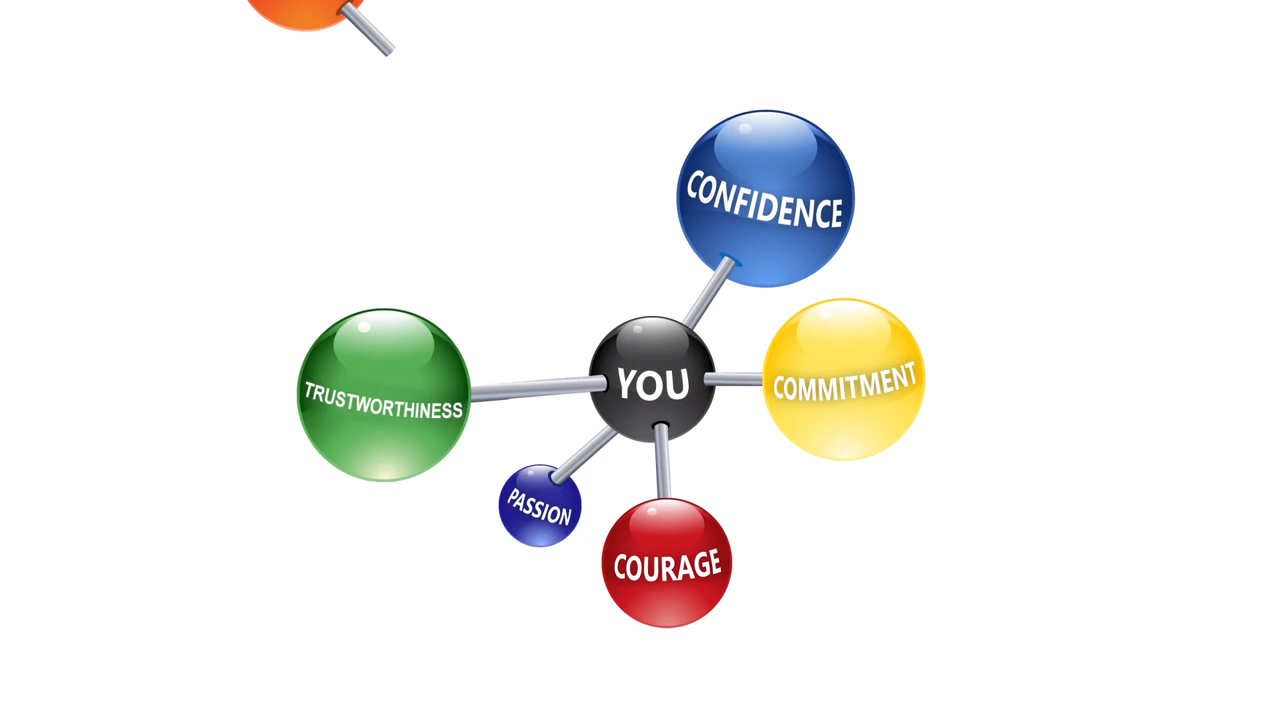 CONFIDENCE
YOU
COMMITMENT
TRUSTWORTHINESS
PASSION
COURAGE